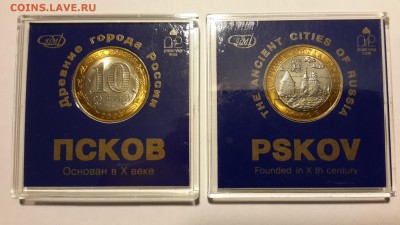 COINS.LAVE.RU
Древние города России
10
ПСКОВ
Основан в X веке
THE ANCIENT CITIES OF RUSSIA
PSKOV
Founded in X th century